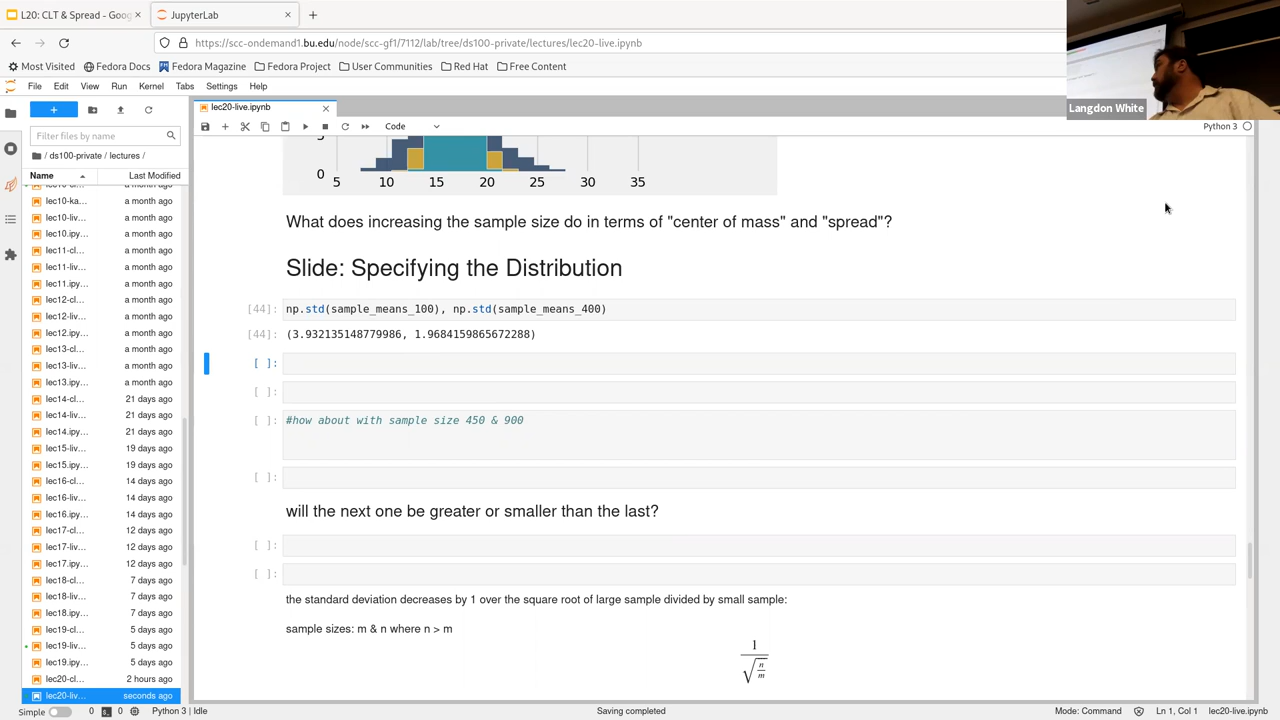 L20: CLT & Spread - Goog
JupyterLab
https://scc-ondemand1.bu.edu/node/scc-gf1/7112/lab/tree/ds100-private/lectures/lec20-live.ipynb
Most Visited
Fedora Docs
Fedora Magazine
Fedora Project
User Communities
Red Hat
Free Content
Langdon White
File Edit View Run Kernel Tabs Settings Help
lec20-live.ipynb
Code
Python 3
Filter files by name
/ ds100-private / lectures /
Name Last Modified
lec10-ka... a month ago
lec10-liv... a month ago
lec10.ipy... a month ago
lec11-cl... a month ago
lec11-liv... a month ago
lec11.ipy... a month ago
lec12-cl... a month ago
lec12-liv... a month ago
lec12.ipy... a month ago
lec13-cl... a month ago
lec13-liv... a month ago
lec13.ipy... a month ago
lec14-cl... 21 days ago
lec14-liv... 21 days ago
lec14.ipy... 21 days ago
lec15-liv... 19 days ago
lec15.ipy... 19 days ago
lec16-cl... 14 days ago
lec16-liv... 14 days ago
lec16.ipy... 14 days ago
lec17-cl... 12 days ago
lec17-liv... 12 days ago
lec17.ipy... 12 days ago
lec18-cl... 7 days ago
lec18-liv... 7 days ago
lec18.ipy... 7 days ago
lec19-cl... 5 days ago
lec19-liv... 5 days ago
lec19.ipy... 5 days ago
lec20-cl... 2 hours ago
lec20-liv... seconds ago
0
5 10 15 20 25 30 35
What does increasing the sample size do in terms of "center of mass" and "spread"?
Slide: Specifying the Distribution
[44]: np.std(sample_means_100), np.std(sample_means_400)
[44]: (3.932135148779986, 1.9684159865672288)
[ ]:
[ ]:
[ ]: #how about with sample size 450 & 900
[ ]:
will the next one be greater or smaller than the last?
[ ]:
[ ]:
the standard deviation decreases by 1 over the square root of large sample divided by small sample:
sample sizes: m & n where n > m
1
√ n
m
Simple 0 0 Python 3 | Idle Saving completed Mode: Command Ln 1, Col 1 lec20-live.ipynb